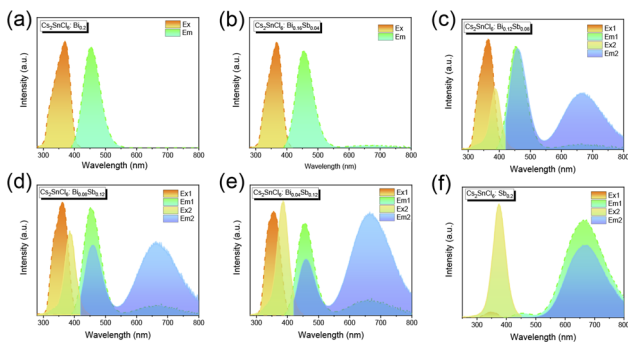 (a)
Cs2SnCl6: Bi0.2
Ex
Em
Intensity (a.u.)
300 400 500 600 700 800
Wavelength (nm)
(b)
Cs2SnCl6: Bi0.16Sb0.04
Ex
Em
Intensity (a.u.)
300 400 500 600 700 800
Wavelength (nm)
(c)
Cs2SnCl6: Bi0.12Sb0.08
Ex1
Em1
Ex2
Em2
Intensity (a.u.)
300 400 500 600 700 800
Wavelength (nm)
(d)
Cs2SnCl6: Bi0.08Sb0.12
Ex1
Em1
Ex2
Em2
Intensity (a.u.)
300 400 500 600 700 800
Wavelength (nm)
(e)
Cs2SnCl6: Bi0.04Sb0.12
Ex1
Em1
Ex2
Em2
Intensity (a.u.)
300 400 500 600 700 800
Wavelength (nm)
(f)
Cs2SnCl6: Sb0.2
Ex1
Em1
Ex2
Em2
Intensity (a.u.)
300 400 500 600 700 800
Wavelength (nm)